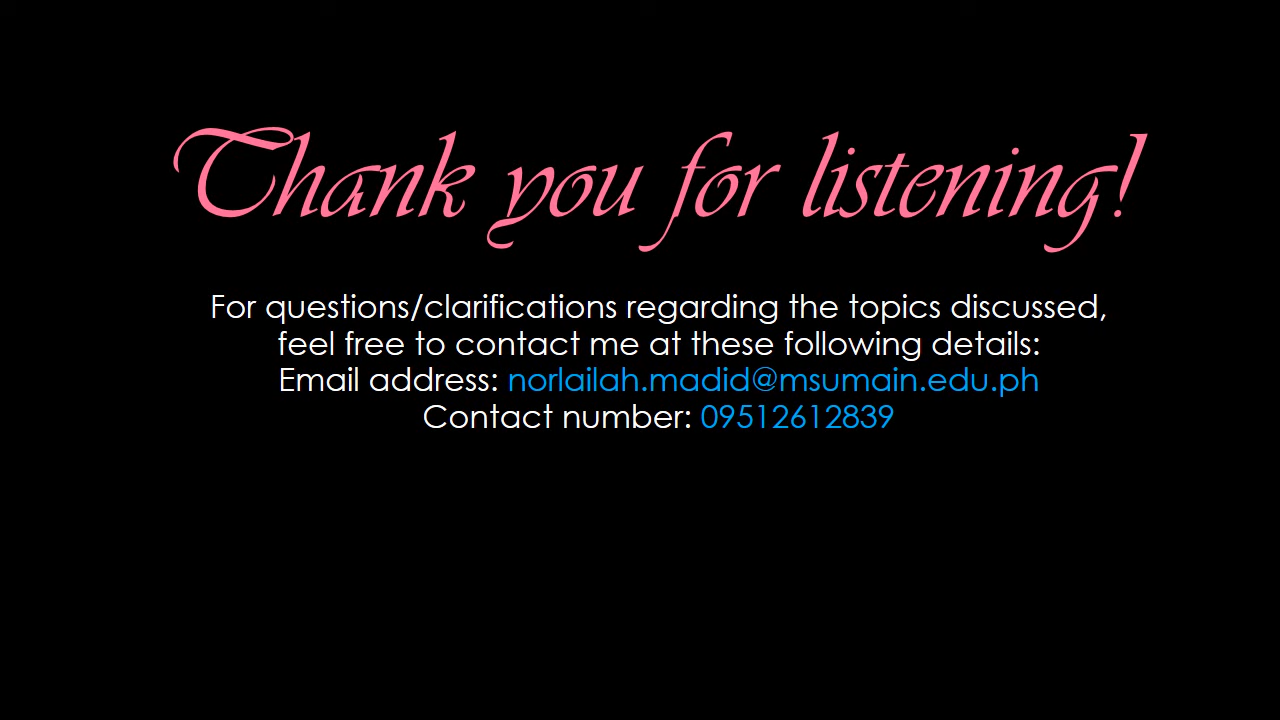 Thank you for listening!
For questions/clarifications regarding the topics discussed,
feel free to contact me at these following details:
Email address: norlailah.madid@msumain.edu.ph
Contact number: 09512612839